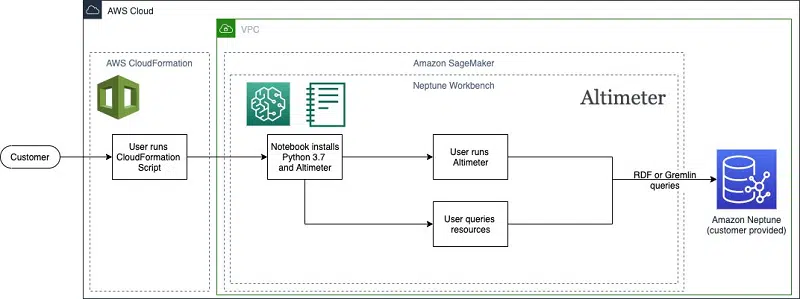 AWS Cloud
VPC
AWS CloudFormation
Amazon SageMaker
Neptune Workbench
Altimeter
Customer
User runs
CloudFormation
Script
Notebook installs
Python 3.7
and Altimeter
User runs
Altimeter
User queries
resources
RDF or Gremlin
queries
Amazon Neptune
(customer provided)